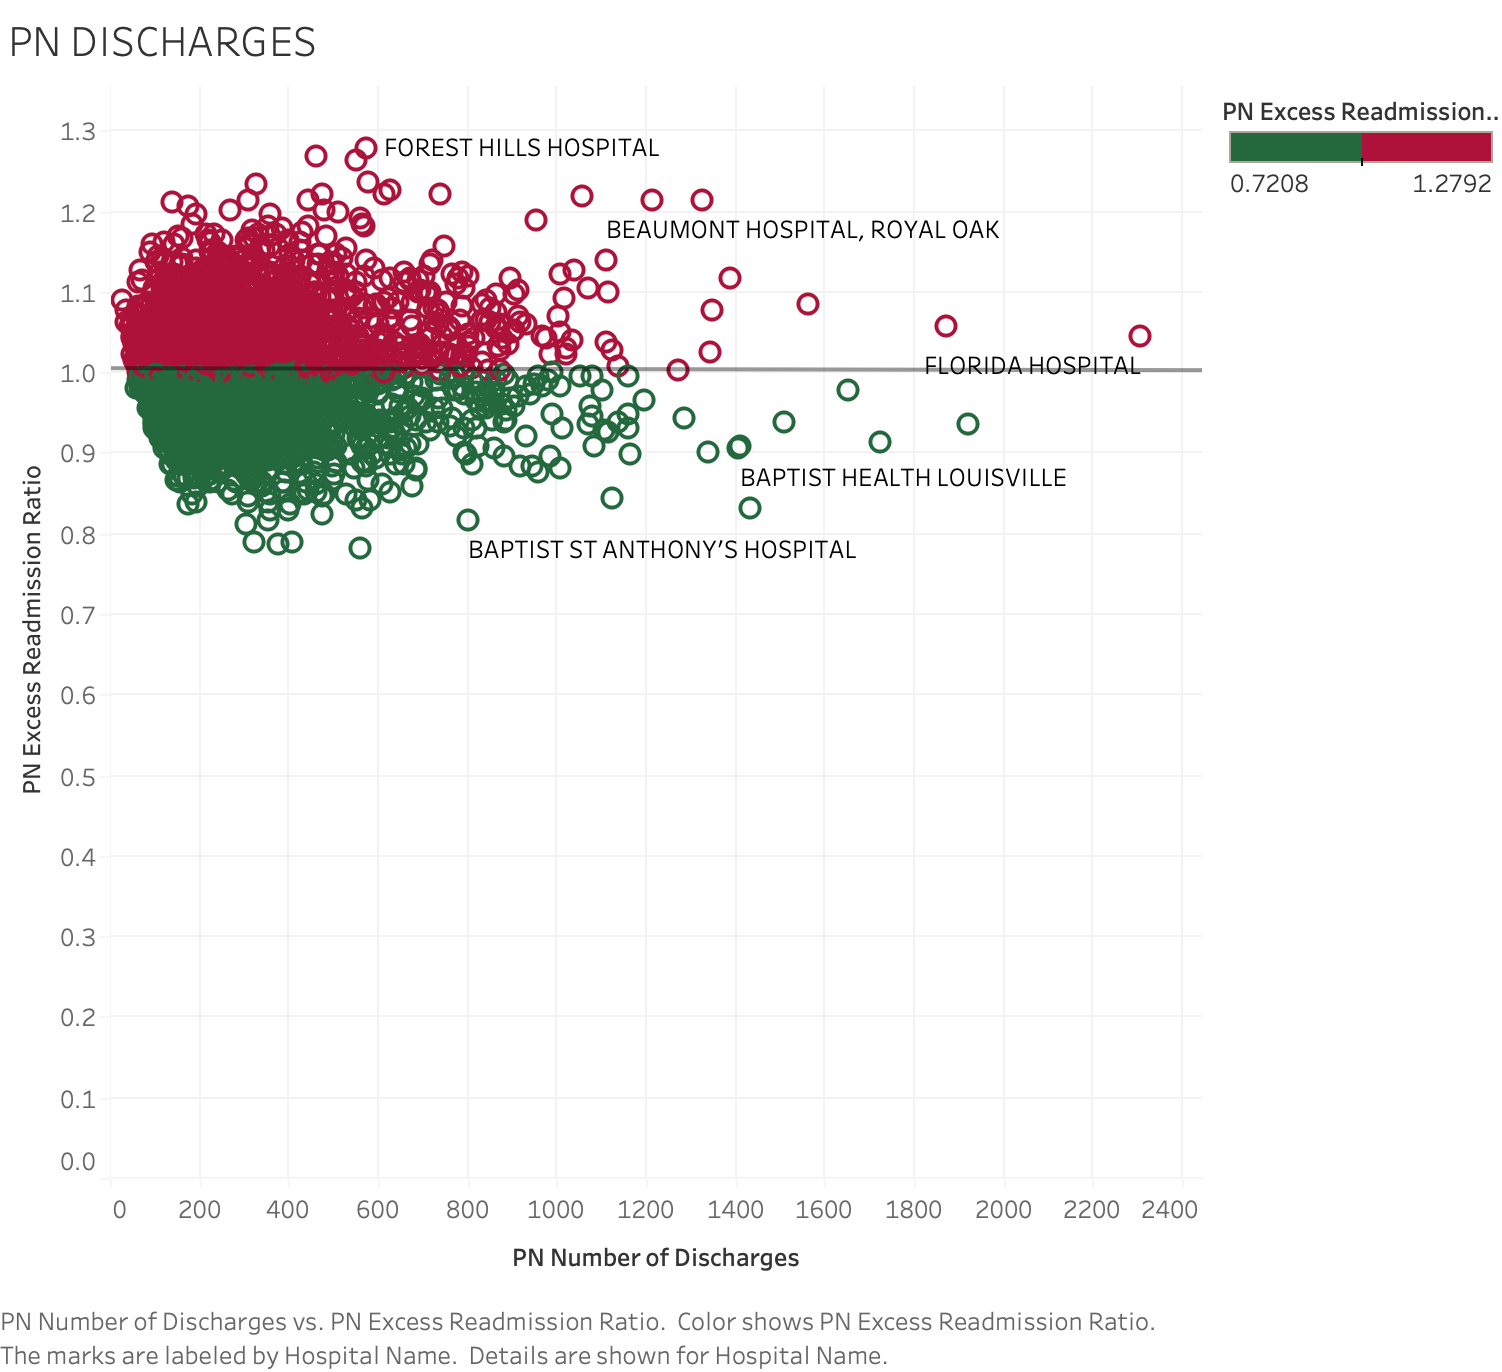 PN DISCHARGES
PN Excess Readmission..
0.7208 1.2792
1.3
1.2
1.1
1.0
0.9
0.8
0.7
0.6
0.5
0.4
0.3
0.2
0.1
0.0
PN Excess Readmission Ratio
FOREST HILLS HOSPITAL
BEAUMONT HOSPITAL, ROYAL OAK
FLORIDA HOSPITAL
BAPTIST HEALTH LOUISVILLE
BAPTIST ST ANTHONY’S HOSPITAL
0 200 400 600 800 1000 1200 1400 1600 1800 2000 2200 2400
PN Number of Discharges
PN Number of Discharges vs. PN Excess Readmission Ratio.  Color shows PN Excess Readmission Ratio.
The marks are labeled by Hospital Name.  Details are shown for Hospital Name.